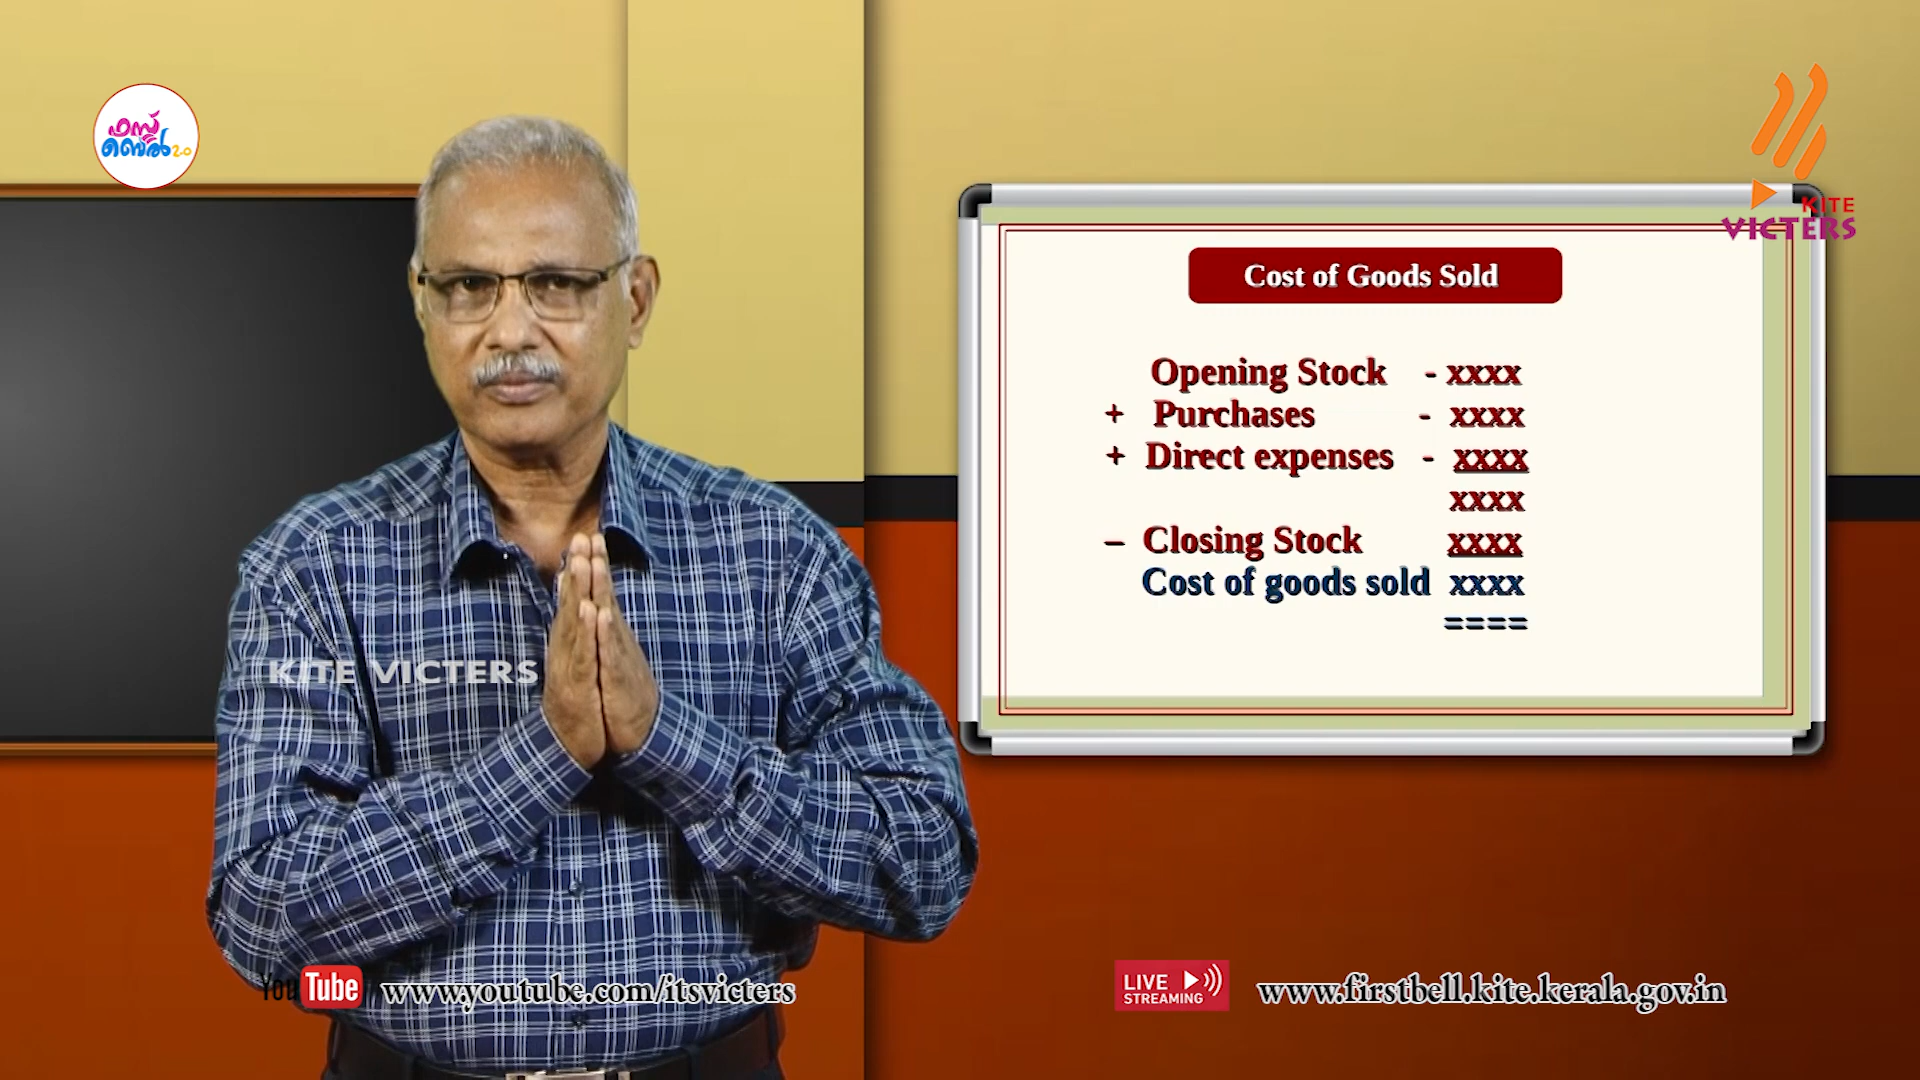 ഫസ്റ്റ്
ബെൽ 2.0
KITE
VICTERS
Cost of Goods Sold
Opening Stock - xxxx
+ Purchases - xxxx
+ Direct expenses - xxxx
xxxx
– Closing Stock xxxx
Cost of goods sold xxxx
====
KITE VICTERS
YouTube www.youtube.com/itsvicters
LIVE
STREAMING
www.firstbell.kite.kerala.gov.in